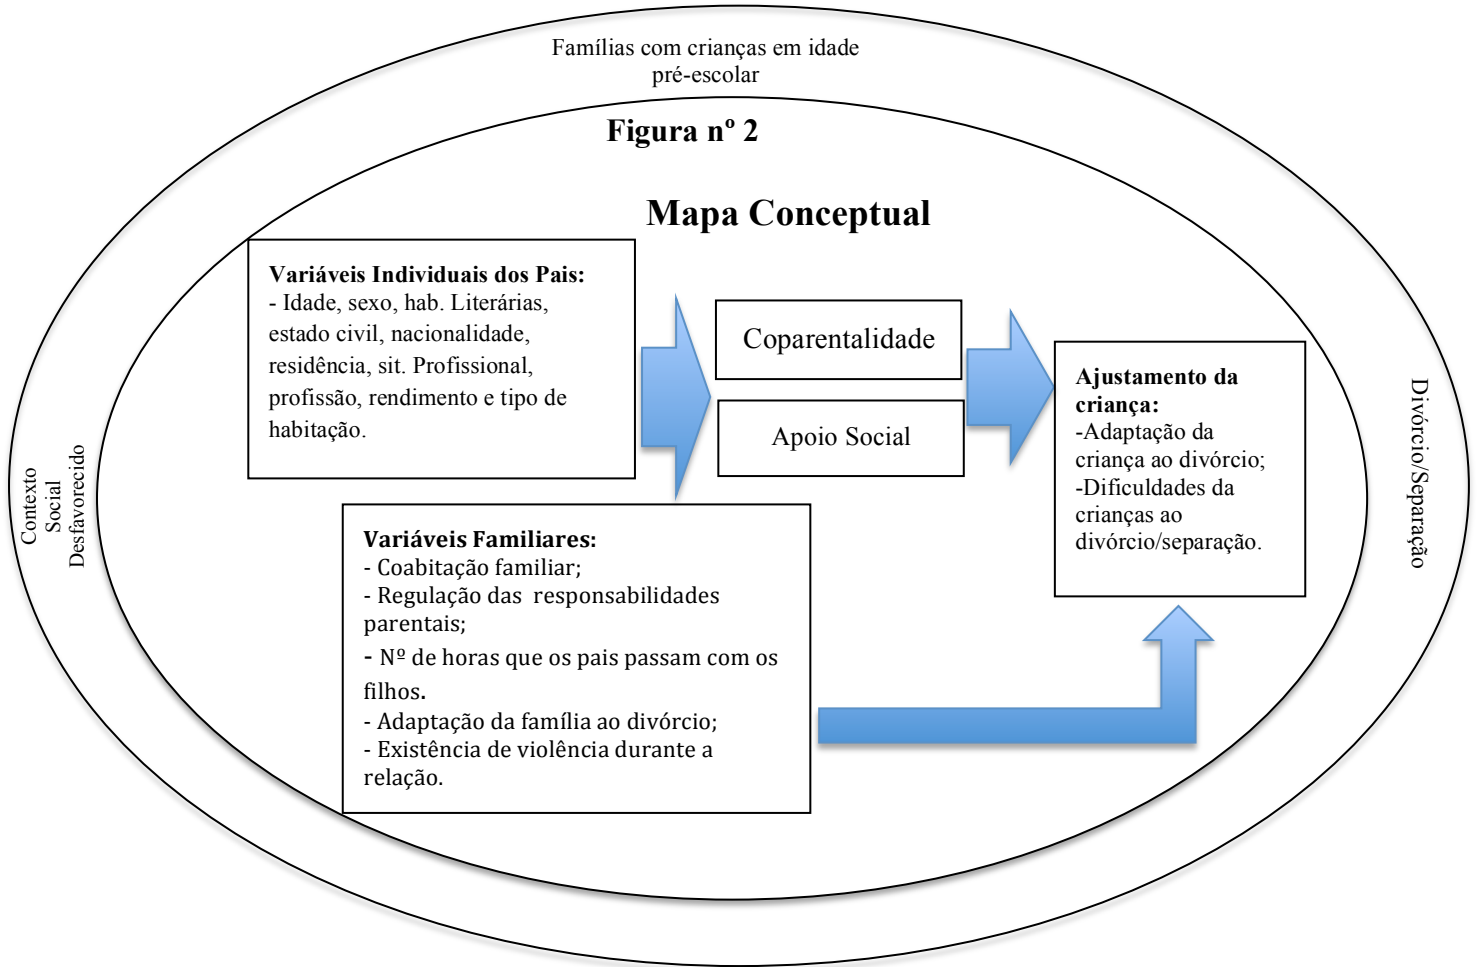 Famílias com crianças em idade
pré-escolar
Figura nº 2
Mapa Conceptual
Variáveis Individuais dos Pais:
- Idade, sexo, hab. Literárias,
estado civil, nacionalidade,
residência, sit. Profissional,
profissão, rendimento e tipo de
habitação.
Coparentalidade
Apoio Social
Ajustamento da
criança:
-Adaptação da
criança ao divórcio;
-Dificuldades da
crianças ao
divórcio/separação.
Variáveis Familiares:
- Coabitação familiar;
- Regulação das responsabilidades
parentais;
- Nº de horas que os pais passam com os
filhos.
- Adaptação da família ao divórcio;
- Existência de violência durante a
relação.
Contexto
Social
Desfavorecido
Divórcio/Separação